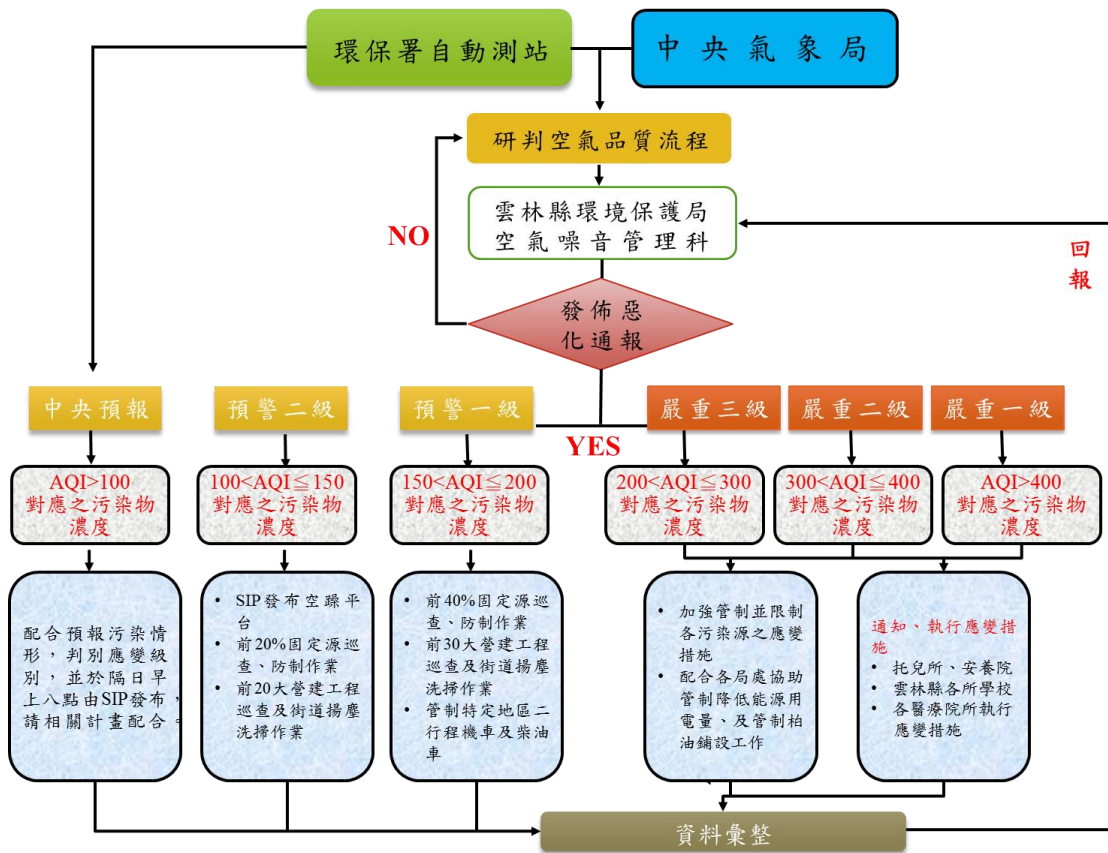 環保署自動測站
中央氣象局
研判空氣品質流程
雲林縣環境保護局
空氣噪音管理科
NO
回
報
發佈惡
化通報
中央預報
預警二級
預警一級
YES
嚴重三級
嚴重二級
嚴重一級
AQI>100
對應之污染物
濃度
100<AQI≦150
對應之污染物
濃度
150<AQI≦200
對應之污染物
濃度
200<AQI≦300
對應之污染物
濃度
300<AQI≦400
對應之污染物
濃度
AQI>400
對應之污染物
濃度
配合預報污染情
形，判別應變級
別，並於隔日早
上八點由SIP發布，
請相關計畫配合。
• SIP發布空躁平
台
• 前20%固定源巡
查、防制作業
• 前20大營建工程
巡查及街道揚塵
洗掃作業
• 前40%固定源巡
查、防制作業
• 前30大營建工程
巡查及街道揚塵
洗掃作業
• 管制特定地區二
行程機車及柴油
車
• 加強管制並限制
各污染源之應變
措施
• 配合各局處協助
管制降低能源用
電量、及管制柏
油鋪設工作
通知、執行應變措
施
• 托兒所、安養院
• 雲林縣各所學校
• 各醫療院所執行
應變措施
資料彙整